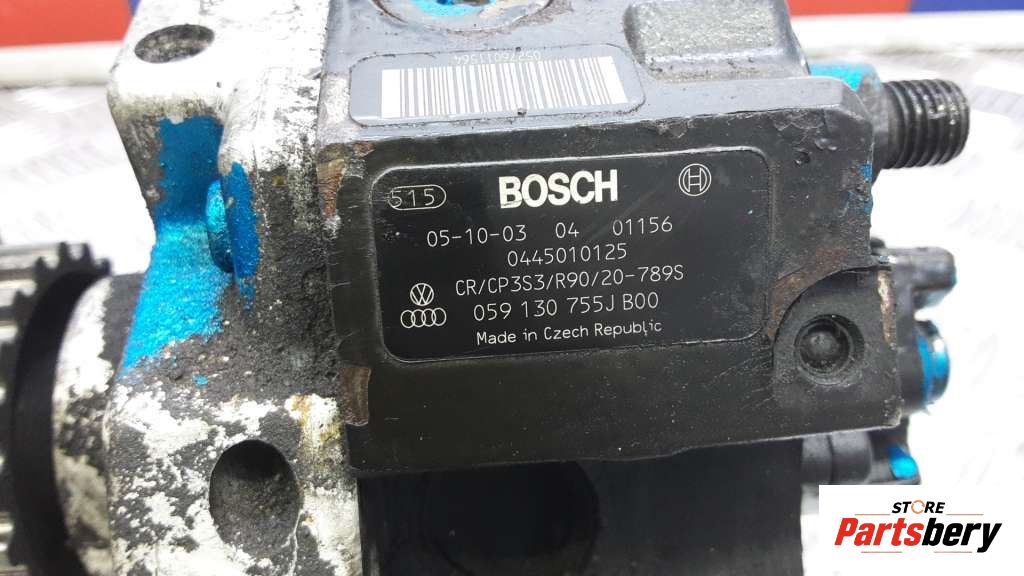 0527601564
515 BOSCH
05-10-03 04 01156
0445010125
CR/CP3S3/R90/20-789S
059 130 755J B00
Made in Czech Republic
STORE
Partsbery